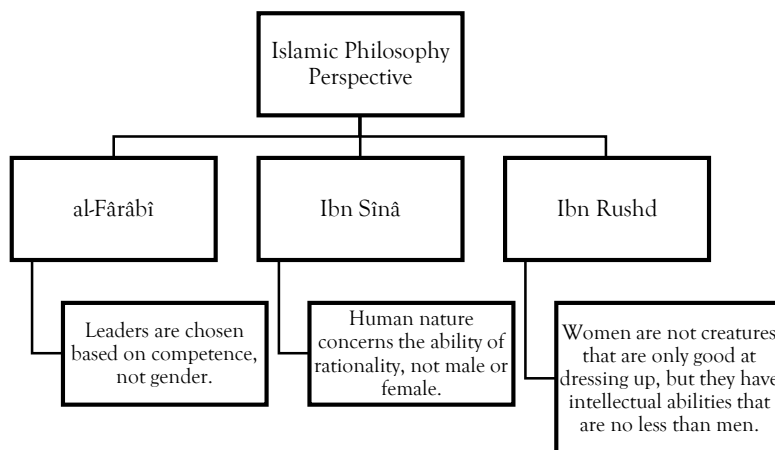 Islamic Philosophy
Perspective
al-Fârâbî
Ibn Sînâ
Ibn Rushd
Leaders are chosen
based on competence,
not gender.
Human nature
concerns the ability of
rationality, not male or
female.
Women are not creatures
that are only good at
dressing up, but they have
intellectual abilities that
are no less than men.